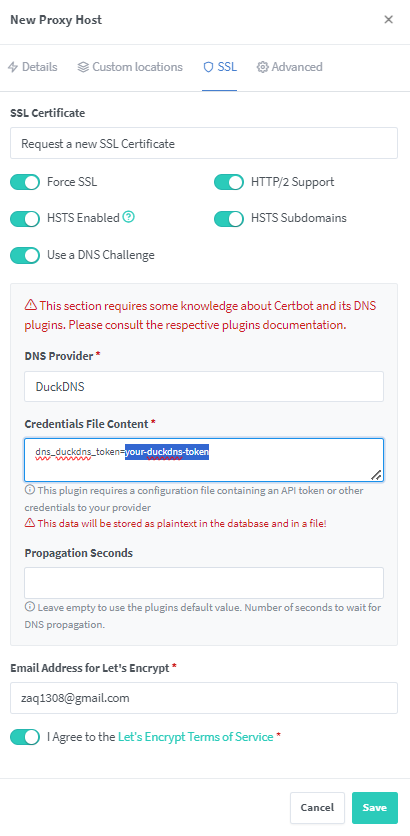 New Proxy Host
Details Custom locations SSL Advanced
SSL Certificate
Request a new SSL Certificate
Force SSL HTTP/2 Support
HSTS Enabled HSTS Subdomains
Use a DNS Challenge
This section requires some knowledge about Certbot and its DNS
plugins. Please consult the respective plugins documentation.
DNS Provider *
DuckDNS
Credentials File Content *
dns_duckdns_token=your-duckdns-token
This plugin requires a configuration file containing an API token or other
credentials to your provider
This data will be stored as plaintext in the database and in a file!
Propagation Seconds
Leave empty to use the plugins default value. Number of seconds to wait for
DNS propagation.
Email Address for Let's Encrypt *
zaq1308@gmail.com
I Agree to the Let's Encrypt Terms of Service *
Cancel Save